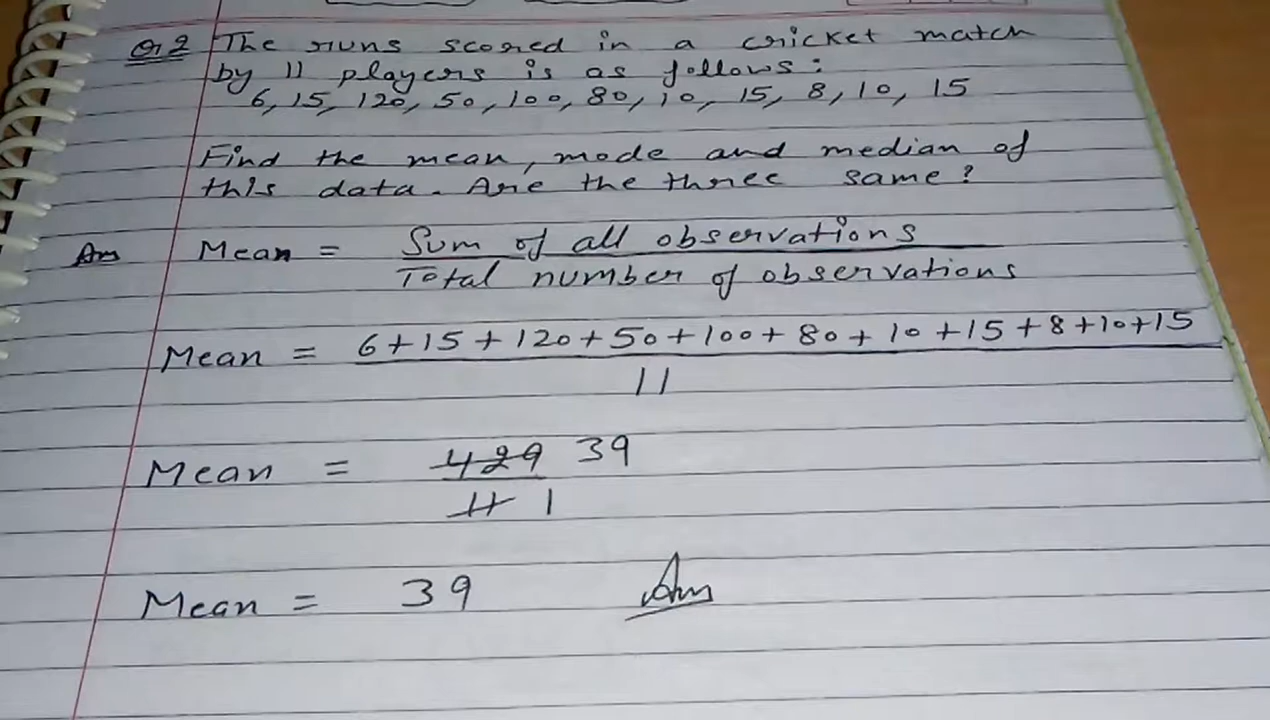 Q.2 The runs scored in a cricket match
by 11 players is as follows:
6, 15, 120, 50, 100, 80, 10, 15, 8, 10, 15
Find the mean, mode and median of
this data. Are the three same?
Ans Mean = Sum of all observations
Total number of observations
Mean = 6+15+120+50+100+80+10+15+8+10+15
11
Mean = 429 39
11 1
Mean = 39 Ans